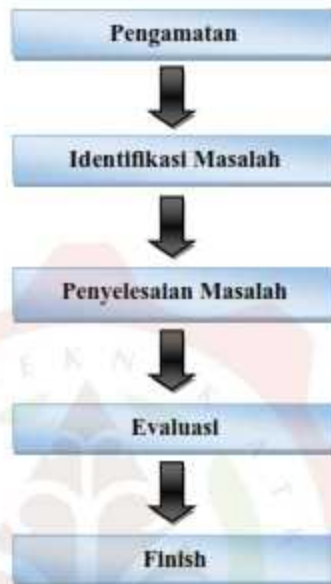 Pengamatan
Identifikasi Masalah
Penyelesaian Masalah
Evaluasi
Finish